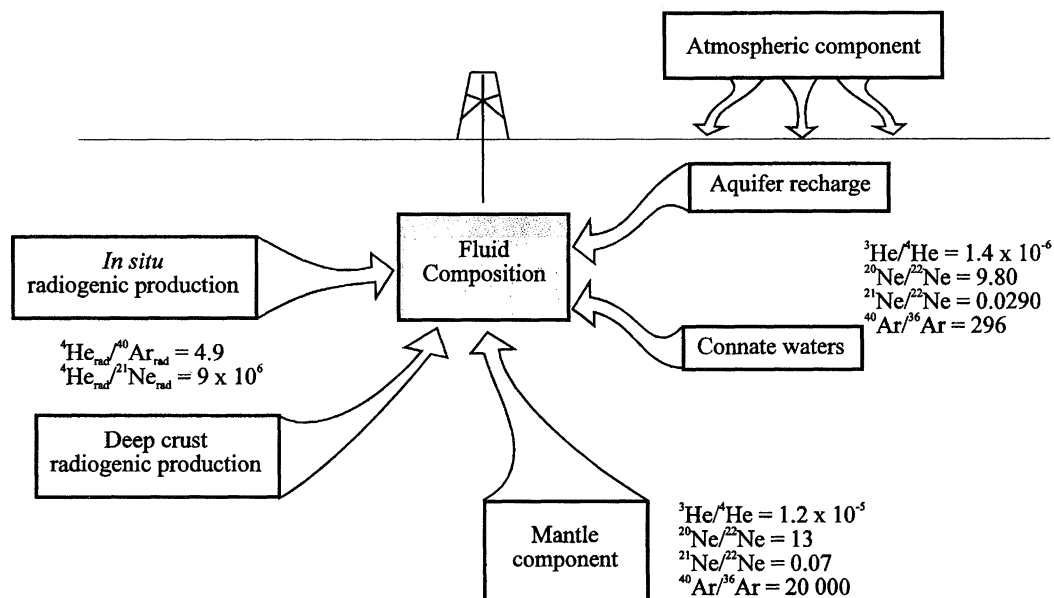 Atmospheric component
Aquifer recharge
Fluid
Composition
In situ
radiogenic production
³He/⁴He = 1.4 x 10⁻⁶
²⁰Ne/²²Ne = 9.80
²¹Ne/²²Ne = 0.0290
⁴⁰Ar/³⁶Ar = 296
Connate waters
⁴He_rad/⁴⁰Ar_rad = 4.9
⁴He_rad/²¹Ne_rad = 9 x 10⁶
Deep crust
radiogenic production
Mantle
component
³He/⁴He = 1.2 x 10⁻⁵
²⁰Ne/²²Ne = 13
²¹Ne/²²Ne = 0.07
⁴⁰Ar/³⁶Ar = 20 000